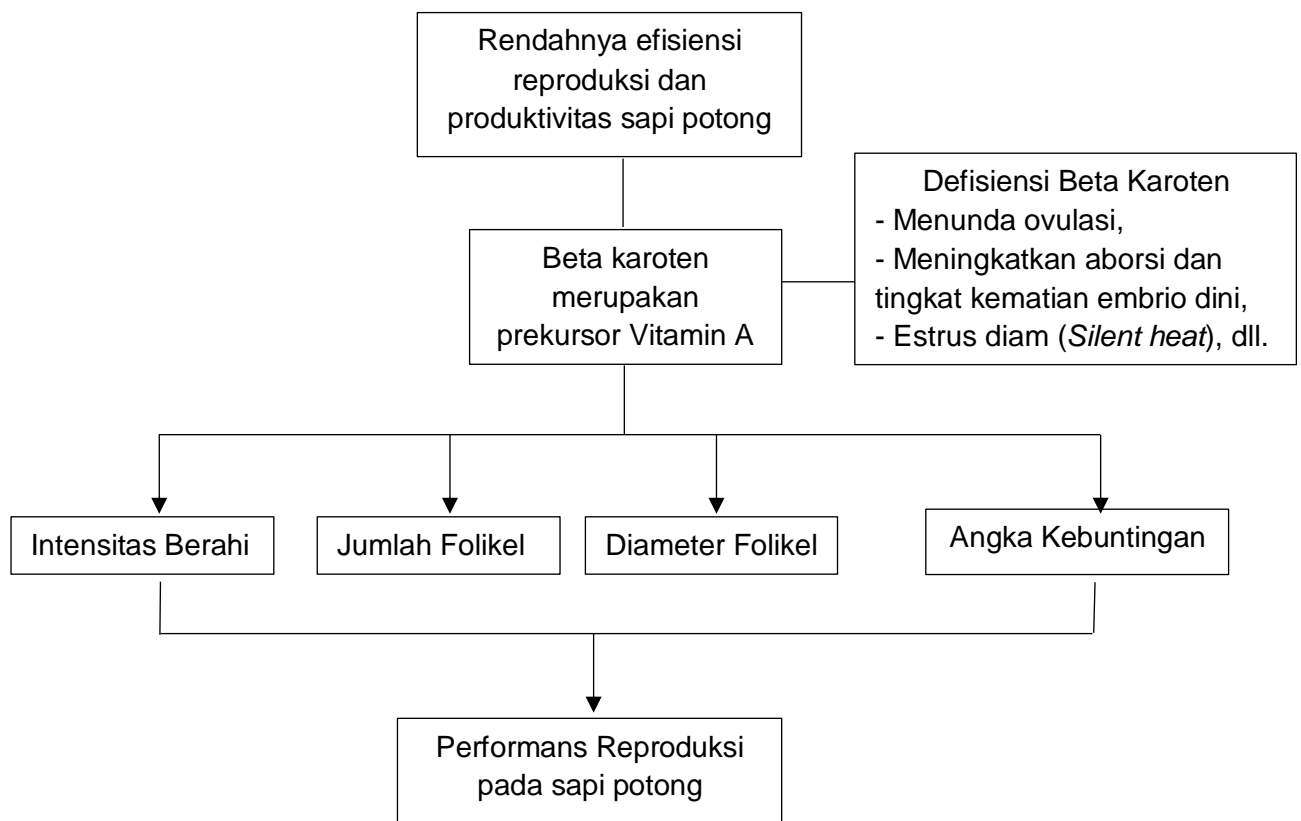 Rendahnya efisiensi
reproduksi dan
produktivitas sapi potong
Defisiensi Beta Karoten
- Menunda ovulasi,
- Meningkatkan aborsi dan
tingkat kematian embrio dini,
- Estrus diam (Silent heat), dll.
Beta karoten
merupakan
prekursor Vitamin A
Intensitas Berahi
Jumlah Folikel
Diameter Folikel
Angka Kebuntingan
Performans Reproduksi
pada sapi potong